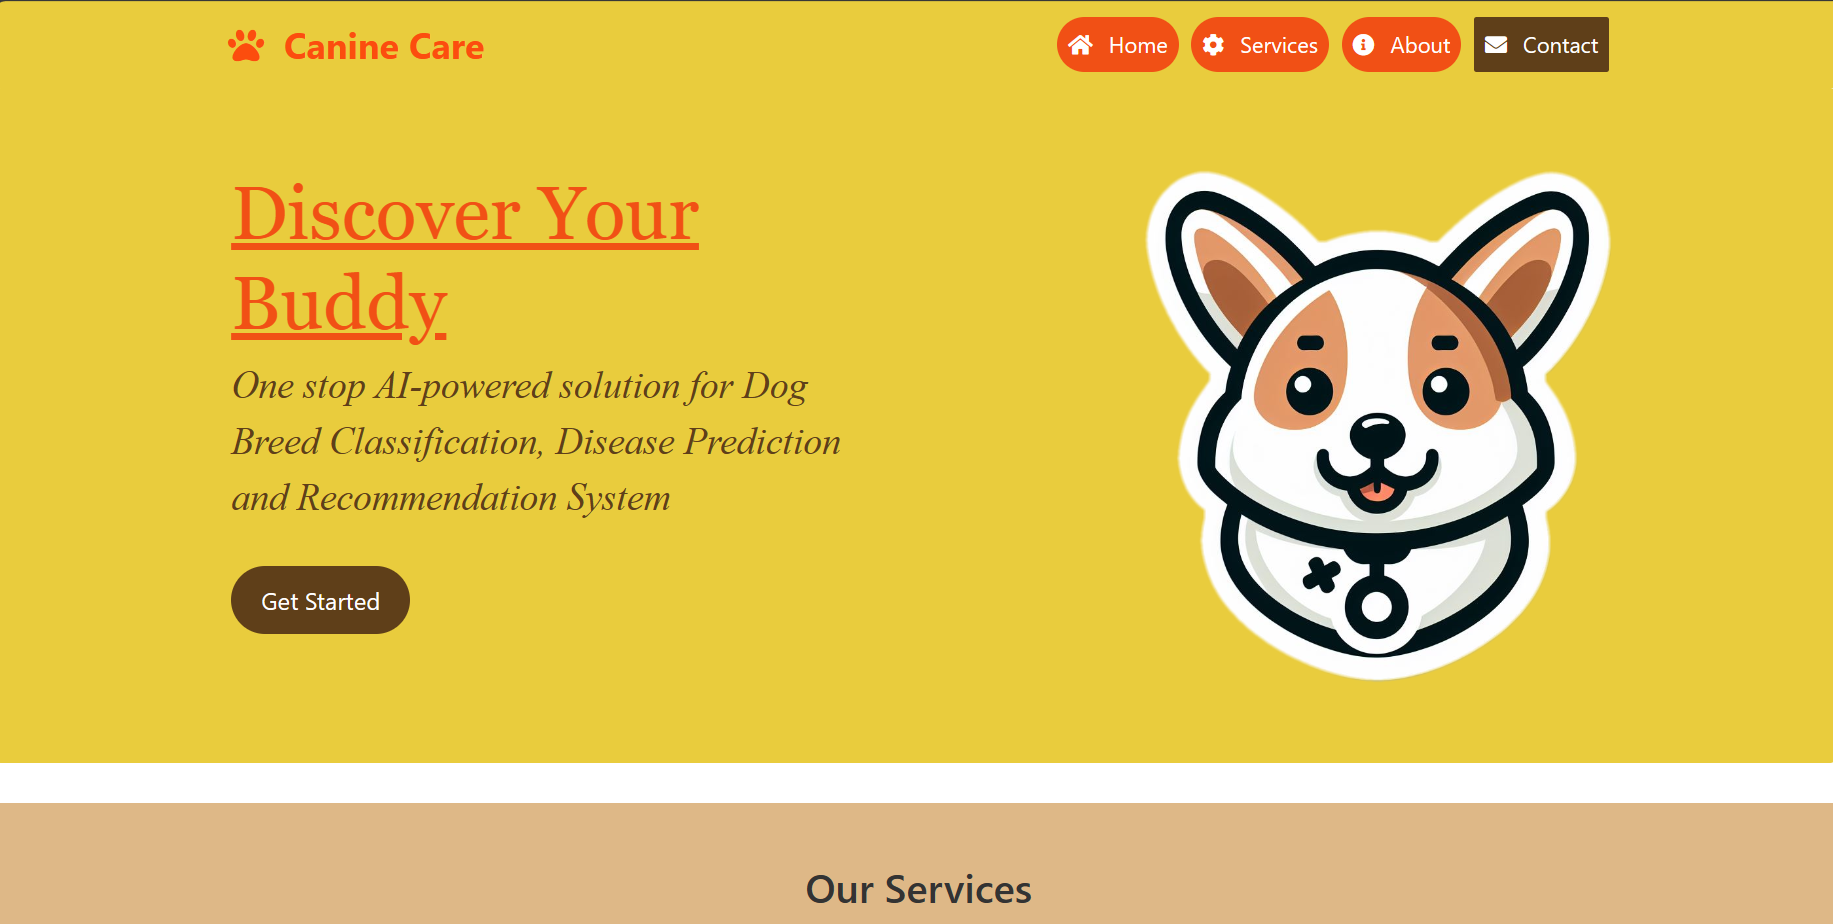 Canine Care
Home
Services
About
Contact
Discover Your
Buddy
One stop AI-powered solution for Dog
Breed Classification, Disease Prediction
and Recommendation System
Get Started
Our Services